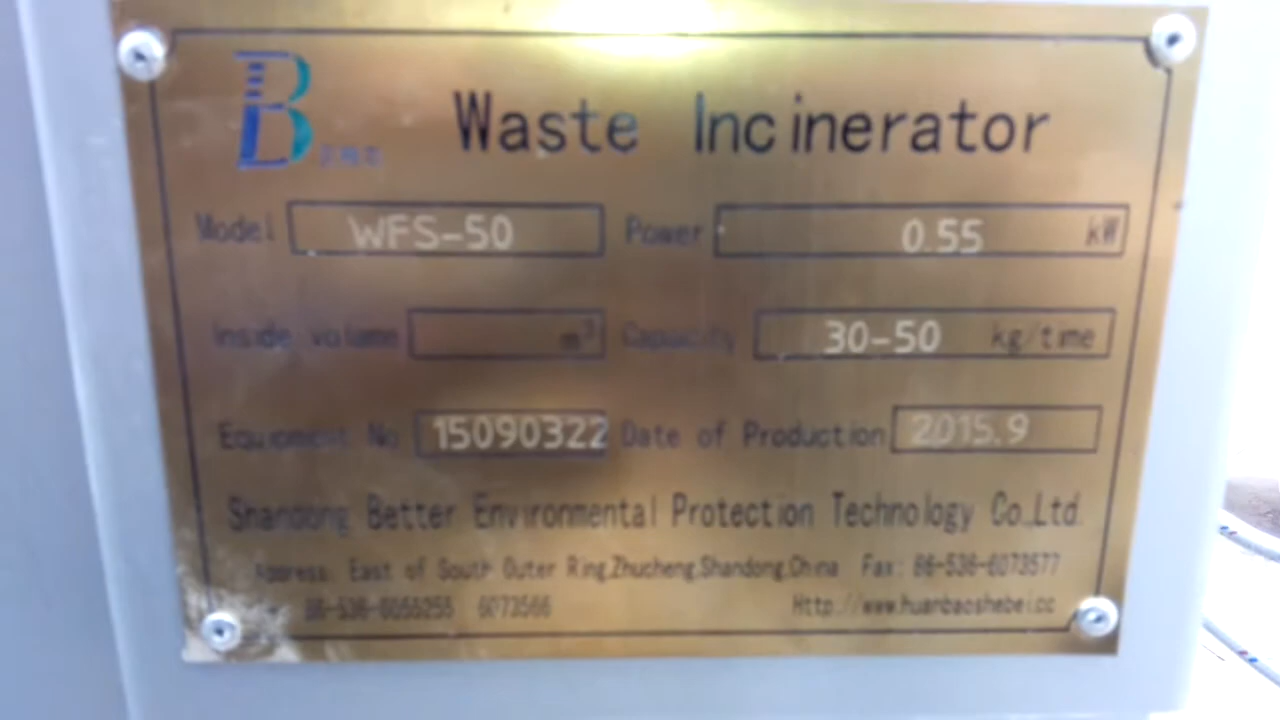 B
Waste Incinerator
Model WFS-50 Power 0.55 kW
Inside volume m³ Capacity 30-50 kg/time
Equipment No 15090322 Date of Production 2015.9
Shandong Better Environmental Protection Technology Co.,Ltd.
Address: East of South Outer Ring,Zhucheng,Shandong,China Fax: 86-536-6073577
6073566 Http://www.huanbaoshebei.cc